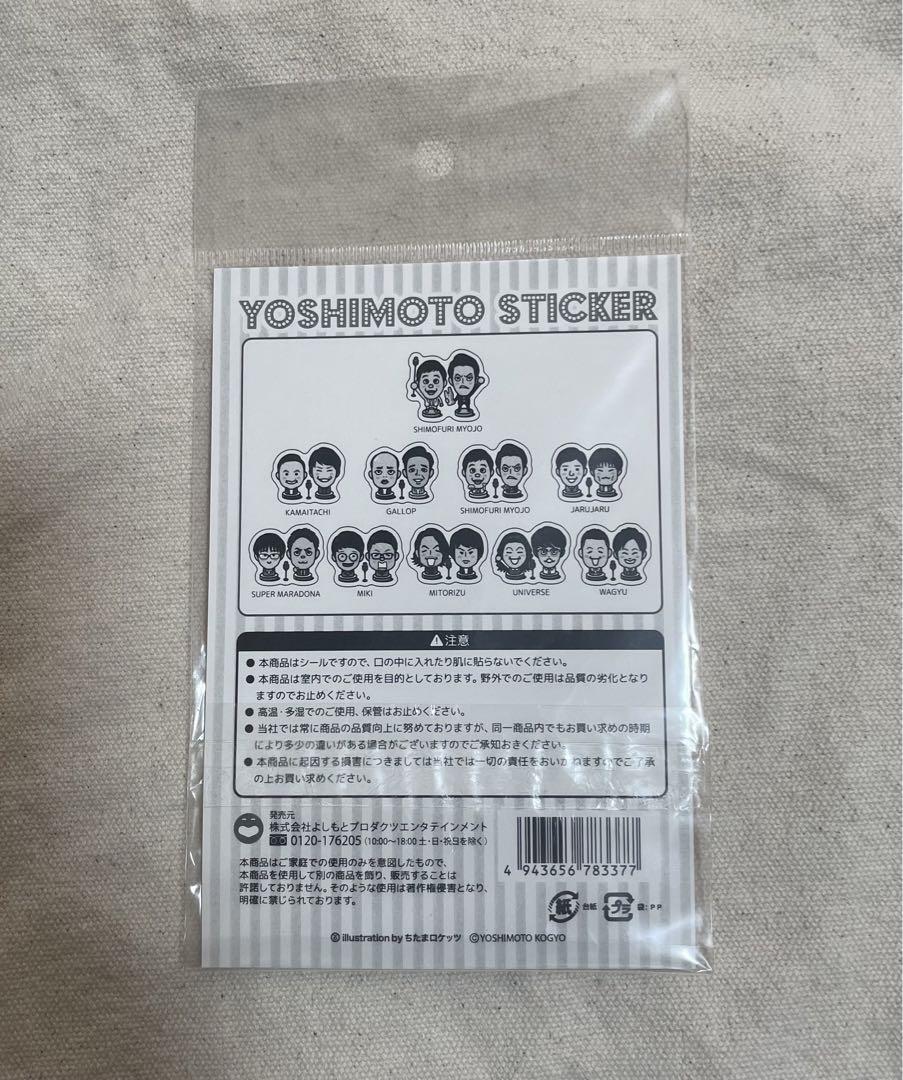 YOSHIMOTO STICKER
SHIMOFURI MYOJO
KAMAITACHI
GALLOP
SHIMOFURI MYOJO
JARUJARU
SUPER MARADONA
MIKI
MITORIZU
UNIVERSE
WAGYU
注意
● 本商品はシールですので、口の中に入れたり肌に貼らないでください。
● 本商品は室内でのご使用を目的としております。野外でのご使用は品質の劣化となり
ますのでお止めください。
● 高温・多湿でのご使用、保管はお止めください。
● 当社では常に商品の品質向上に努めておりますが、同一商品内でもお買い求めの時期
により多少の違いがある場合がございますのでご承知おきください。
● 本商品に起因する損害につきましては当社では一切の責任をおいかねますのでご了承
の上お買い求めください。
発売元
株式会社よしもとプロダクツエンタテインメント
0120-176205 (10:00〜18:00 土・日・祝日を除く)
本商品はご家庭での使用のみを意図したもので、
本商品を使用して別の商品を飾り、販売することは
許諾しておりません。そのような使用は著作権侵害となり、
明確に禁じられております。
4 943656 783377
紙 台紙 プラ 袋:PP
② illustration by ちたまロケッツ ©YOSHIMOTO KOGYO